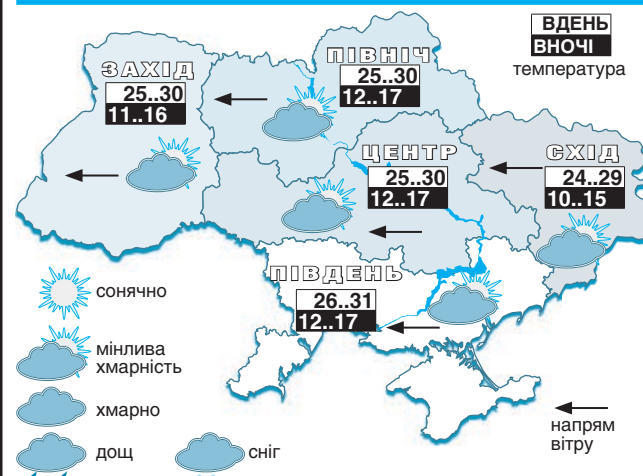 ВДЕНЬ
ВНОЧІ
температура
ПІВНІЧ
25..30
12..17
ЗАХІД
25..30
11..16
ЦЕНТР
25..30
12..17
СХІД
24..29
10..15
ПІВДЕНЬ
26..31
12..17
сонячно
мінлива
хмарність
хмарно
дощ
сніг
напрям
вітру